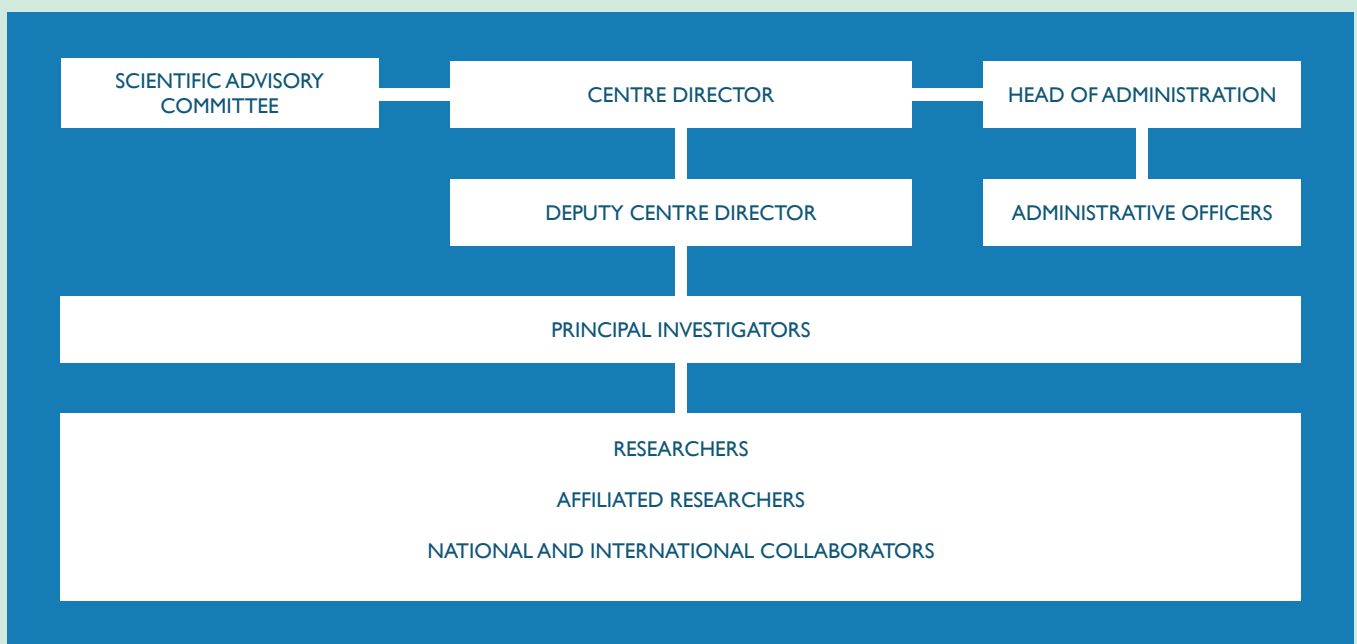 SCIENTIFIC ADVISORY
COMMITTEE
CENTRE DIRECTOR
HEAD OF ADMINISTRATION
DEPUTY CENTRE DIRECTOR
ADMINISTRATIVE OFFICERS
PRINCIPAL INVESTIGATORS
RESEARCHERS
AFFILIATED RESEARCHERS
NATIONAL AND INTERNATIONAL COLLABORATORS